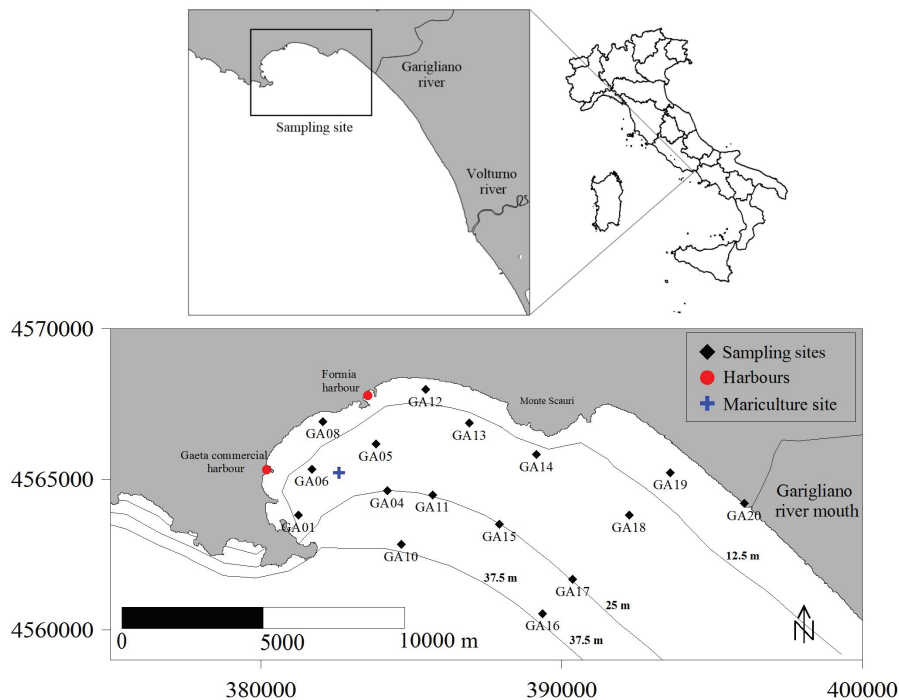 Garigliano
river
Sampling site
Volturno
river
4570000
4565000
4560000
Sampling sites
Harbours
Mariculture site
Formia
harbour
Monte Scauri
Gaeta commercial
harbour
GA12
GA08
GA13
GA05
GA14
GA06
GA19
GA04
GA11
GA20
Garigliano
river mouth
GA01
GA15
GA18
GA10
12.5 m
37.5 m
GA17
25 m
GA16
37.5 m
N
0
5000
10000 m
380000
390000
400000